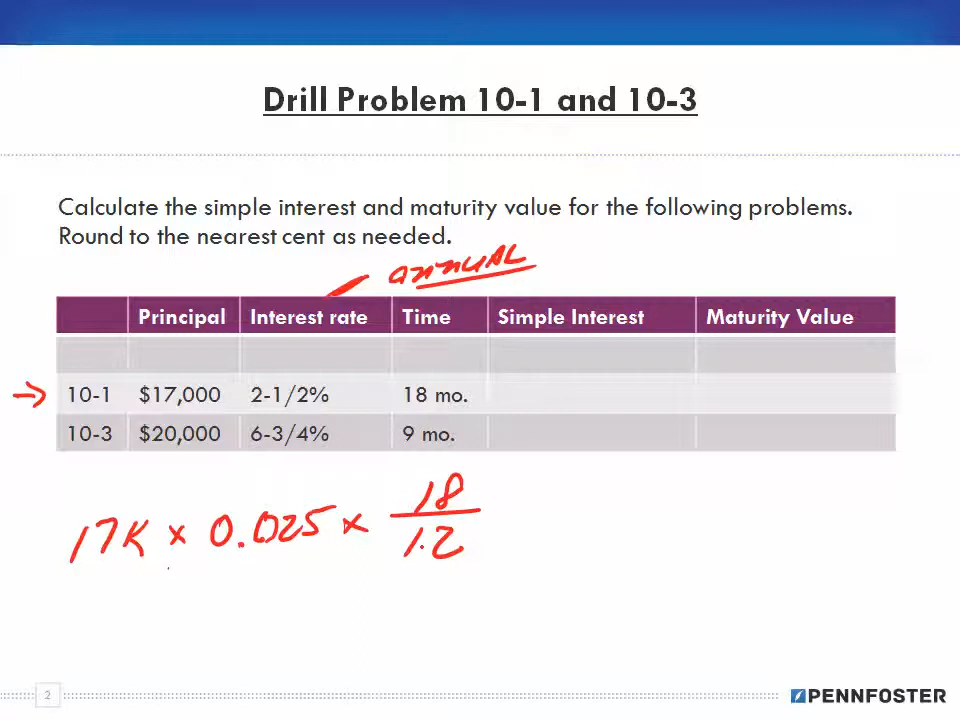 Drill Problem 10-1 and 10-3
Calculate the simple interest and maturity value for the following problems.
Round to the nearest cent as needed.
annuAL
Principal Interest rate Time Simple Interest Maturity Value
→ 10-1 $17,000 2-1/2% 18 mo.
10-3 $20,000 6-3/4% 9 mo.
17K × 0.025 × 18/12
2
PENNFOSTER